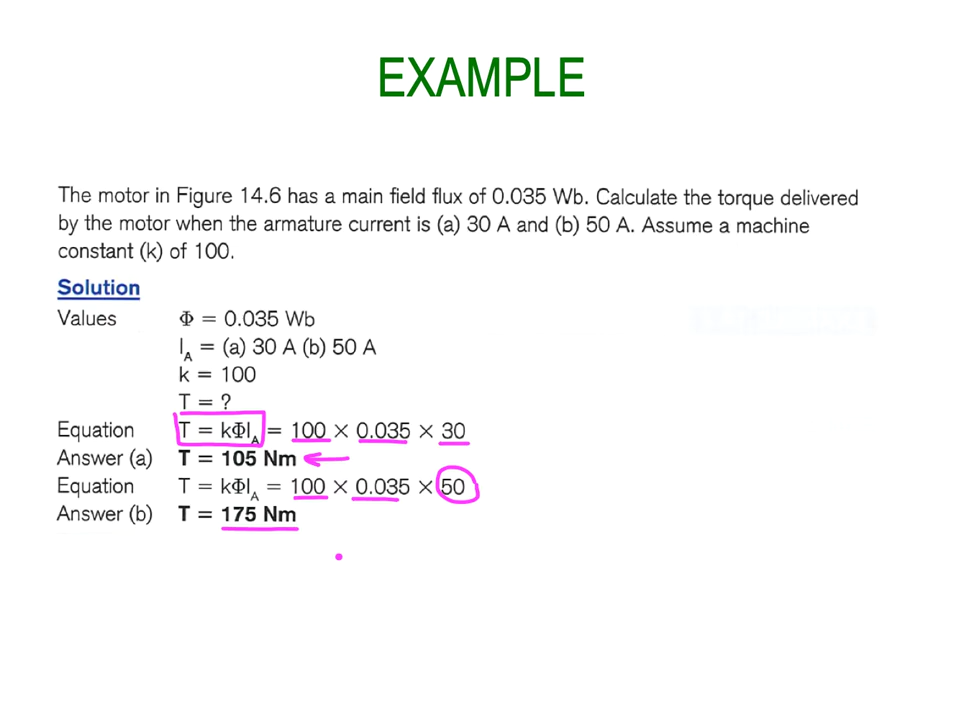 EXAMPLE
The motor in Figure 14.6 has a main field flux of 0.035 Wb. Calculate the torque delivered
by the motor when the armature current is (a) 30 A and (b) 50 A. Assume a machine
constant (k) of 100.
Solution
Values Φ = 0.035 Wb
I_A = (a) 30 A (b) 50 A
k = 100
T = ?
Equation T = kΦI_A = 100 × 0.035 × 30
Answer (a) T = 105 Nm
Equation T = kΦI_A = 100 × 0.035 × 50
Answer (b) T = 175 Nm